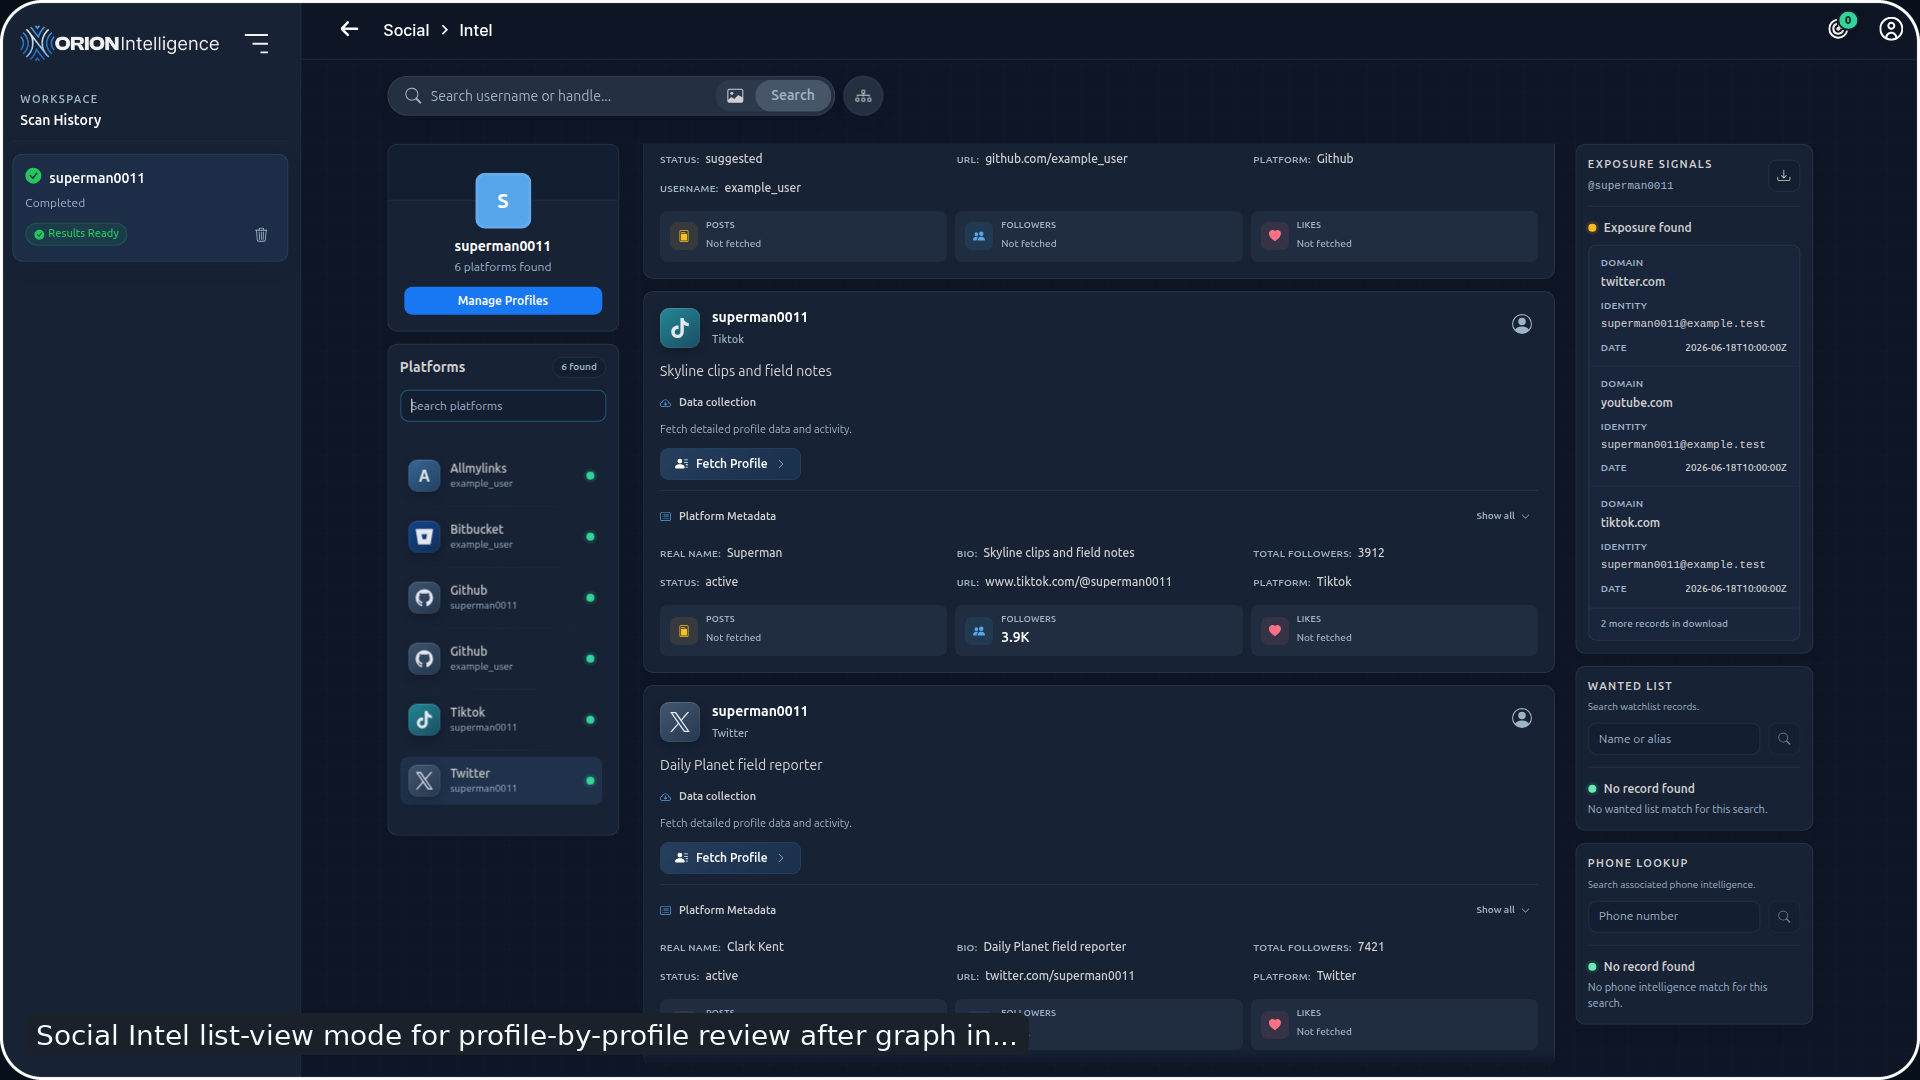 ORION Intelligence
WORKSPACE
Scan History
superman0011
Completed
Results Ready
Social > Intel
0
Search username or handle...
Search
S
superman0011
6 platforms found
Manage Profiles
Platforms
6 found
Search platforms
A
Allmylinks
example_user
Bitbucket
example_user
Github
superman0011
Github
example_user
Tiktok
superman0011
Twitter
superman0011
STATUS: suggested
URL: github.com/example_user
PLATFORM: Github
USERNAME: example_user
POSTS
Not fetched
FOLLOWERS
Not fetched
LIKES
Not fetched
superman0011
Tiktok
Skyline clips and field notes
Data collection
Fetch detailed profile data and activity.
Fetch Profile
Platform Metadata
Show all
REAL NAME: Superman
BIO: Skyline clips and field notes
TOTAL FOLLOWERS: 3912
STATUS: active
URL: www.tiktok.com/@superman0011
PLATFORM: Tiktok
POSTS
Not fetched
FOLLOWERS
3.9K
LIKES
Not fetched
superman0011
Twitter
Daily Planet field reporter
Data collection
Fetch detailed profile data and activity.
Fetch Profile
Platform Metadata
Show all
REAL NAME: Clark Kent
BIO: Daily Planet field reporter
TOTAL FOLLOWERS: 7421
STATUS: active
URL: twitter.com/superman0011
PLATFORM: Twitter
LIKES
Not fetched
EXPOSURE SIGNALS
@superman0011
Exposure found
DOMAIN
twitter.com
IDENTITY
superman0011@example.test
DATE 2026-06-18T10:00:00Z
DOMAIN
youtube.com
IDENTITY
superman0011@example.test
DATE 2026-06-18T10:00:00Z
DOMAIN
tiktok.com
IDENTITY
superman0011@example.test
DATE 2026-06-18T10:00:00Z
2 more records in download
WANTED LIST
Search watchlist records.
Name or alias
No record found
No wanted list match for this search.
PHONE LOOKUP
Search associated phone intelligence.
Phone number
No record found
No phone intelligence match for this
search.
Social Intel list-view mode for profile-by-profile review after graph in...